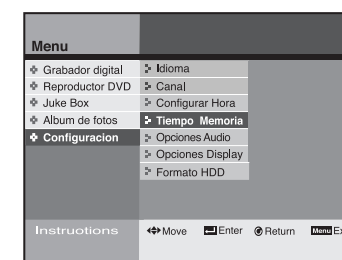 Menu
Grabador digital
Reproductor DVD
Juke Box
Album de fotos
Configuracion
Idioma
Canal
Configurar Hora
Tiempo Memoria
Opciones Audio
Opciones Display
Formato HDD
Instruotions
Move Enter Return Menu